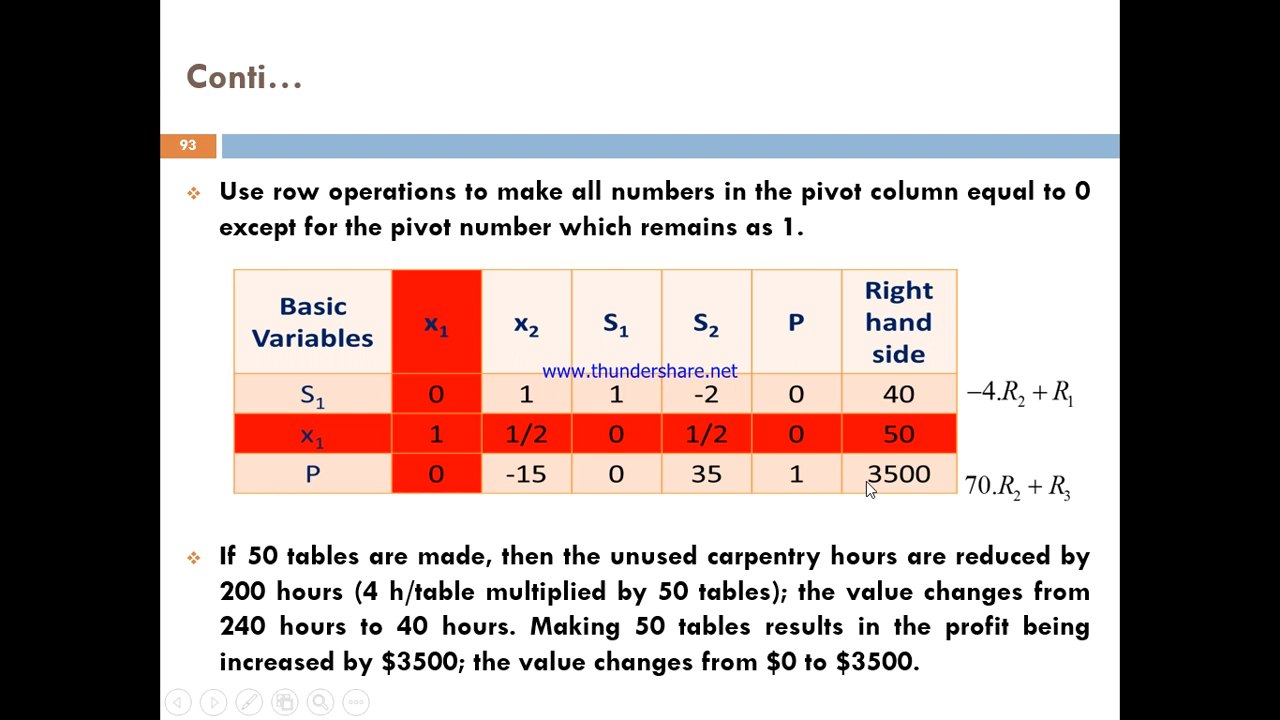 Conti...
93
Use row operations to make all numbers in the pivot column equal to 0
except for the pivot number which remains as 1.
Basic Variables x₁ x₂ S₁ S₂ P Right hand side
www.thundershare.net
S₁ 0 1 1 -2 0 40 −4.R₂ + R₁
x₁ 1 1/2 0 1/2 0 50
P 0 -15 0 35 1 3500 70.R₂ + R₃
If 50 tables are made, then the unused carpentry hours are reduced by
200 hours (4 h/table multiplied by 50 tables); the value changes from
240 hours to 40 hours. Making 50 tables results in the profit being
increased by $3500; the value changes from $0 to $3500.